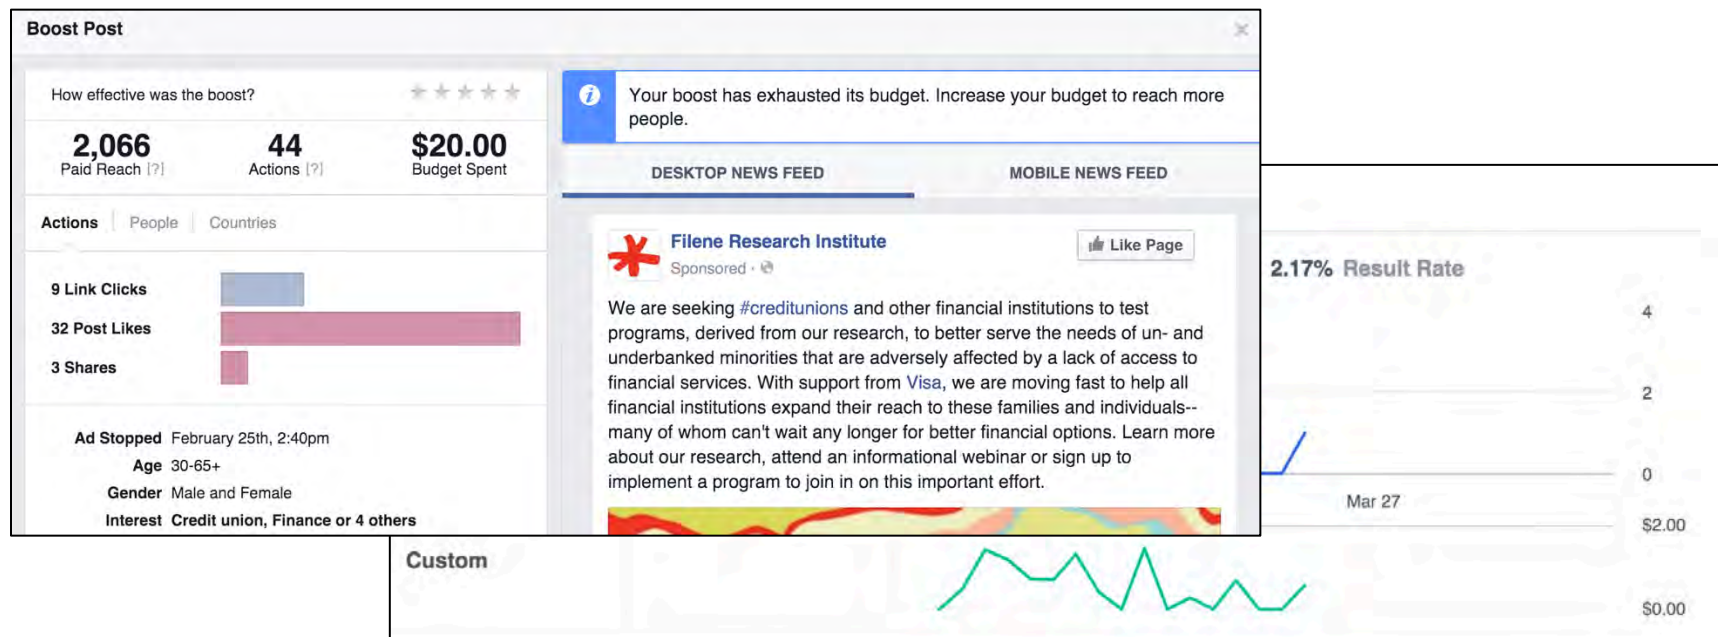 Boost Post
How effective was the boost?
2,066
Paid Reach [?]
44
Actions [?]
$20.00
Budget Spent
Actions
People
Countries
9 Link Clicks
32 Post Likes
3 Shares
Ad Stopped February 25th, 2:40pm
Age 30-65+
Gender Male and Female
Interest Credit union, Finance or 4 others
Your boost has exhausted its budget. Increase your budget to reach more
people.
DESKTOP NEWS FEED
MOBILE NEWS FEED
Filene Research Institute
Sponsored ·
Like Page
We are seeking #creditunions and other financial institutions to test
programs, derived from our research, to better serve the needs of un- and
underbanked minorities that are adversely affected by a lack of access to
financial services. With support from Visa, we are moving fast to help all
financial institutions expand their reach to these families and individuals--
many of whom can't wait any longer for better financial options. Learn more
about our research, attend an informational webinar or sign up to
implement a program to join in on this important effort.
2.17% Result Rate
4
2
0
Mar 27
$2.00
Custom
$0.00